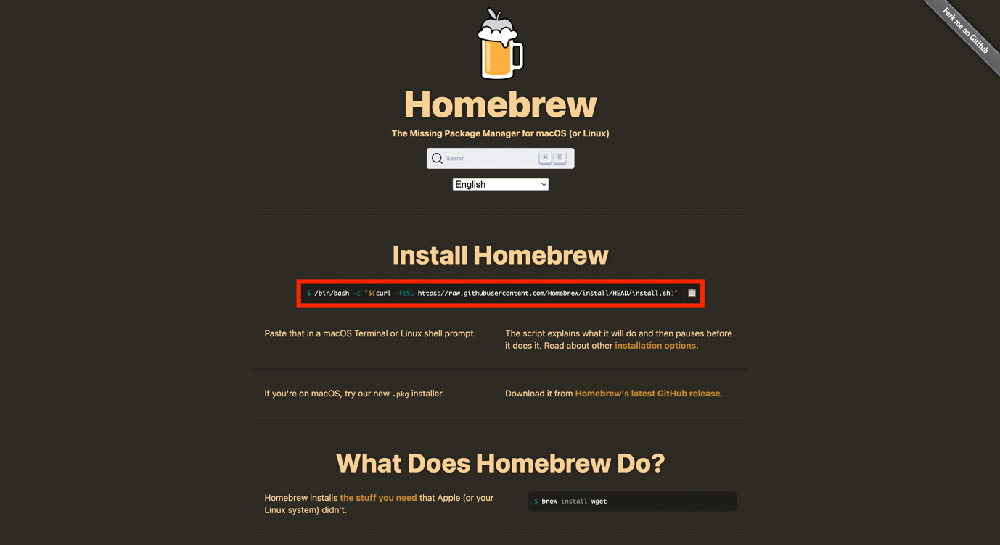 Fork me on GitHub
Homebrew
The Missing Package Manager for macOS (or Linux)
Search ⌘ K
English
Install Homebrew
$ /bin/bash -c "$(curl -fsSL https://raw.githubusercontent.com/Homebrew/install/HEAD/install.sh)"
Paste that in a macOS Terminal or Linux shell prompt.
The script explains what it will do and then pauses before
it does it. Read about other installation options.
If you're on macOS, try our new .pkg installer.
Download it from Homebrew's latest GitHub release.
What Does Homebrew Do?
Homebrew installs the stuff you need that Apple (or your
Linux system) didn’t.
$ brew install wget